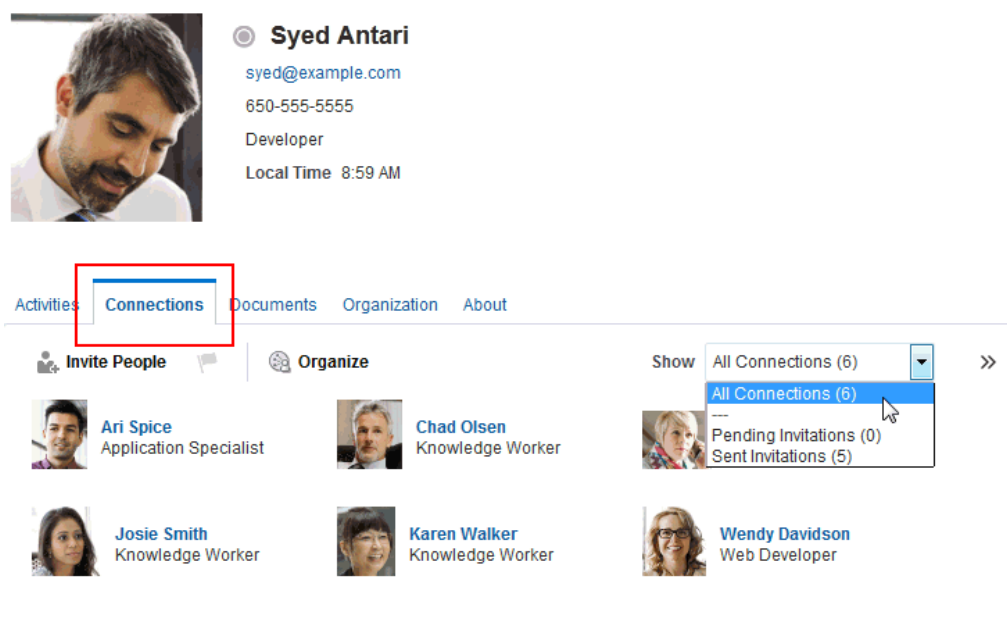 Syed Antari
syed@example.com
650-555-5555
Developer
Local Time 8:59 AM
Activities Connections Documents Organization About
Invite People Organize Show All Connections (6)
All Connections (6)
---
Pending Invitations (0)
Sent Invitations (5)
Ari Spice
Application Specialist
Chad Olsen
Knowledge Worker
Josie Smith
Knowledge Worker
Karen Walker
Knowledge Worker
Wendy Davidson
Web Developer